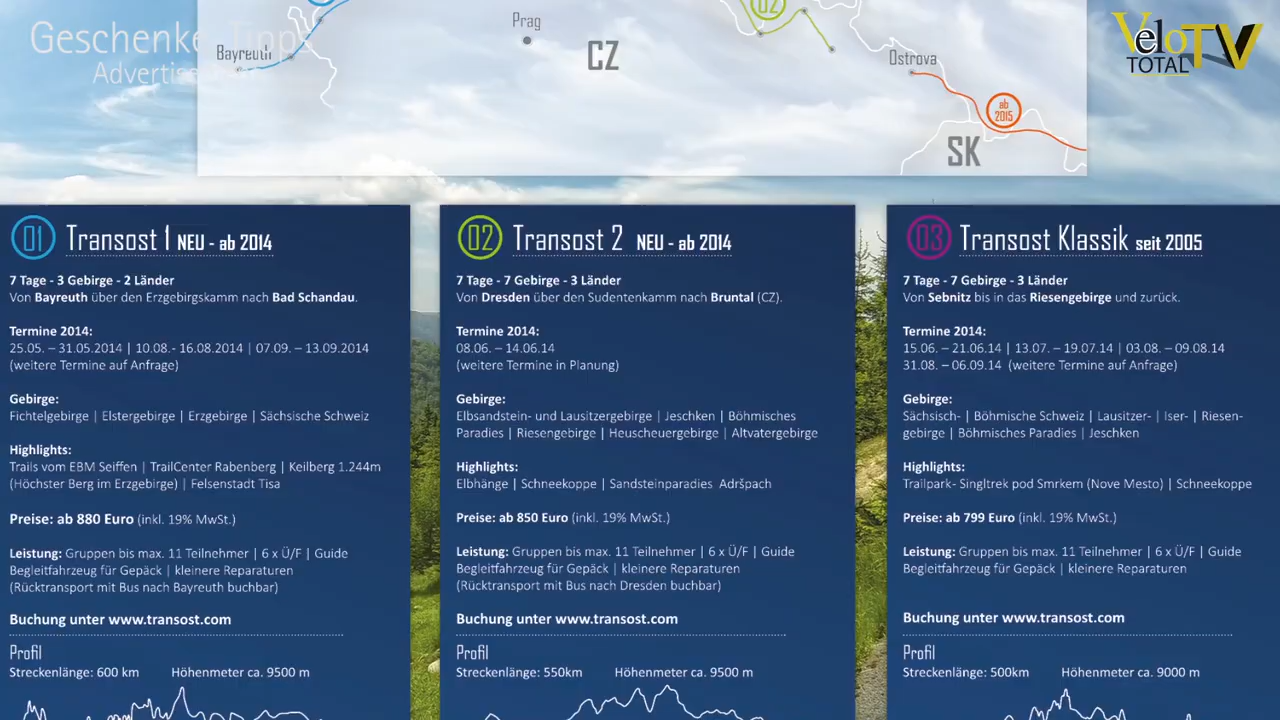 Geschenke Tipps
Advertise
Velo
TOTAL
TV
02
Prag
Bayreuth
CZ
Ostrova
ab
2015
SK
01 Transost 1 NEU - ab 2014
7 Tage - 3 Gebirge - 2 Länder
Von Bayreuth über den Erzgebirgskamm nach Bad Schandau.
Termine 2014:
25.05. – 31.05.2014 | 10.08.- 16.08.2014 | 07.09. – 13.09.2014
(weitere Termine auf Anfrage)
Gebirge:
Fichtelgebirge | Elstergebirge | Erzgebirge | Sächsische Schweiz
Highlights:
Trails vom EBM Seiffen | TrailCenter Rabenberg | Keilberg 1.244m
(Höchster Berg im Erzgebirge) | Felsenstadt Tisa
Preise: ab 880 Euro (inkl. 19% MwSt.)
Leistung: Gruppen bis max. 11 Teilnehmer | 6 x Ü/F | Guide
Begleitfahrzeug für Gepäck | kleinere Reparaturen
(Rücktransport mit Bus nach Bayreuth buchbar)
Buchung unter www.transost.com
Profil
Streckenlänge: 600 km Höhenmeter ca. 9500 m
02 Transost 2 NEU - ab 2014
7 Tage - 7 Gebirge - 3 Länder
Von Dresden über den Sudentenkamm nach Bruntal (CZ).
Termine 2014:
08.06. – 14.06.14
(weitere Termine in Planung)
Gebirge:
Elbsandstein- und Lausitzergebirge | Jeschken | Böhmisches
Paradies | Riesengebirge | Heuscheuergebirge | Altvatergebirge
Highlights:
Elbhänge | Schneekoppe | Sandsteinparadies Adršpach
Preise: ab 850 Euro (inkl. 19% MwSt.)
Leistung: Gruppen bis max. 11 Teilnehmer | 6 x Ü/F | Guide
Begleitfahrzeug für Gepäck | kleinere Reparaturen
(Rücktransport mit Bus nach Dresden buchbar)
Buchung unter www.transost.com
Profil
Streckenlänge: 550km Höhenmeter ca. 9500 m
03 Transost Klassik seit 2005
7 Tage - 7 Gebirge - 3 Länder
Von Sebnitz bis in das Riesengebirge und zurück.
Termine 2014:
15.06. – 21.06.14 | 13.07. – 19.07.14 | 03.08. – 09.08.14
31.08. – 06.09.14 (weitere Termine auf Anfrage)
Gebirge:
Sächsisch- | Böhmische Schweiz | Lausitzer- | Iser- | Riesen-
gebirge | Böhmisches Paradies | Jeschken
Highlights:
Trailpark- Singltrek pod Smrkem (Nove Mesto) | Schneekoppe
Preise: ab 799 Euro (inkl. 19% MwSt.)
Leistung: Gruppen bis max. 11 Teilnehmer | 6 x Ü/F | Guide
Begleitfahrzeug für Gepäck | kleinere Reparaturen
Buchung unter www.transost.com
Profil
Streckenlänge: 500km Höhenmeter ca. 9000 m